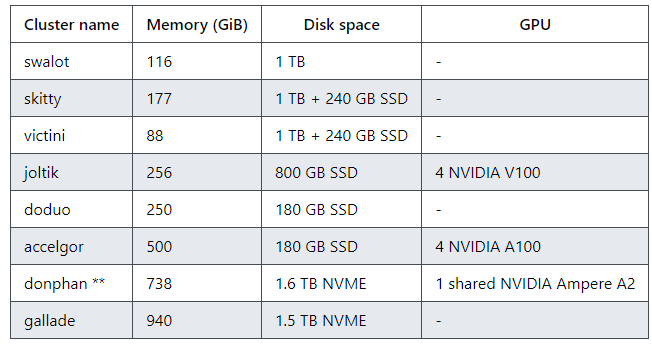 Cluster name Memory (GiB) Disk space GPU
swalot 116 1 TB -
skitty 177 1 TB + 240 GB SSD -
victini 88 1 TB + 240 GB SSD -
joltik 256 800 GB SSD 4 NVIDIA V100
doduo 250 180 GB SSD -
accelgor 500 180 GB SSD 4 NVIDIA A100
donphan ** 738 1.6 TB NVME 1 shared NVIDIA Ampere A2
gallade 940 1.5 TB NVME -